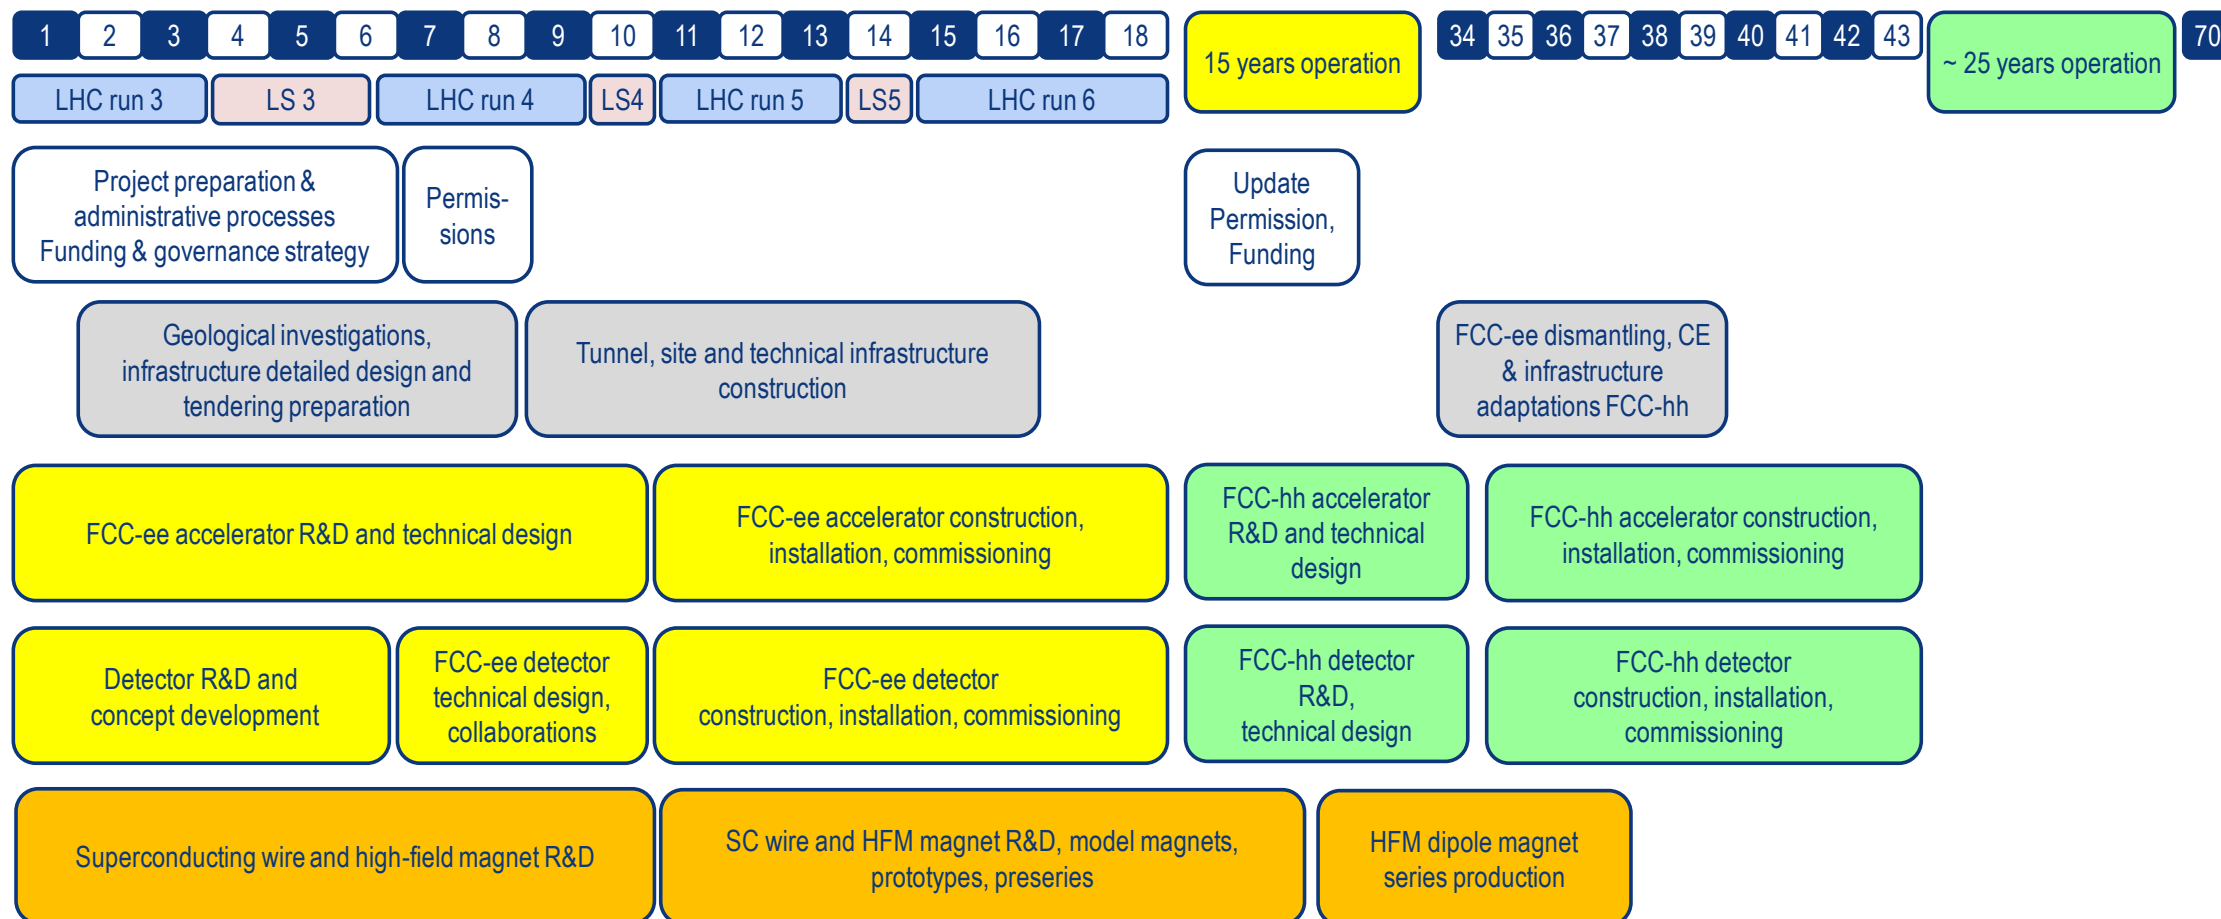 1 2 3 4 5 6 7 8 9 10 11 12 13 14 15 16 17 18
15 years operation
34 35 36 37 38 39 40 41 42 43
~ 25 years operation
70
LHC run 3
LS 3
LHC run 4
LS4
LHC run 5
LS5
LHC run 6
Project preparation &
administrative processes
Funding & governance strategy
Permis-
sions
Update
Permission,
Funding
Geological investigations,
infrastructure detailed design and
tendering preparation
Tunnel, site and technical infrastructure
construction
FCC-ee dismantling, CE
& infrastructure
adaptations FCC-hh
FCC-ee accelerator R&D and technical design
FCC-ee accelerator construction,
installation, commissioning
FCC-hh accelerator
R&D and technical
design
FCC-hh accelerator construction,
installation, commissioning
Detector R&D and
concept development
FCC-ee detector
technical design,
collaborations
FCC-ee detector
construction, installation, commissioning
FCC-hh detector
R&D,
technical design
FCC-hh detector
construction, installation,
commissioning
Superconducting wire and high-field magnet R&D
SC wire and HFM magnet R&D, model magnets,
prototypes, preseries
HFM dipole magnet
series production